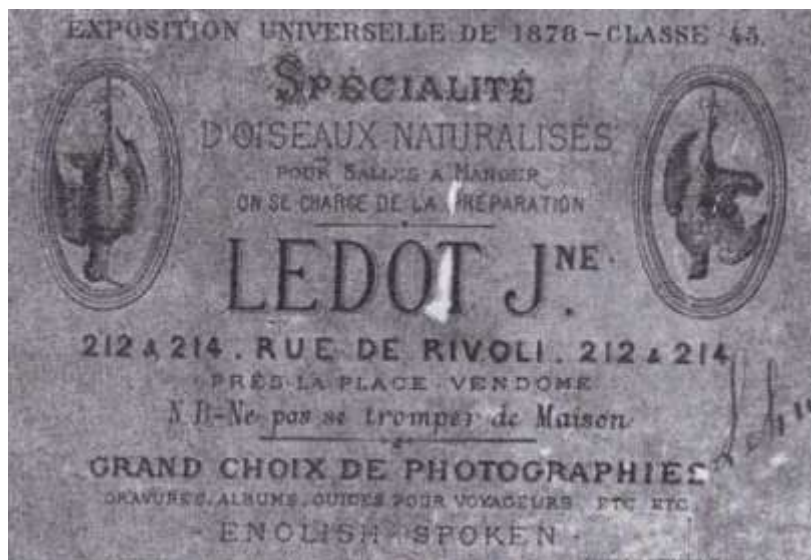 EXPOSITION UNIVERSELLE DE 1878 – CLASSE 45.
SPÉCIALITÉ
D'OISEAUX NATURALISÉS
POUR SALLES A MANGER
ON SE CHARGE DE LA PRÉPARATION
LEDOT JNE.
212 & 214. RUE DE RIVOLI. 212 & 214
PRÈS LA PLACE VENDOME
N.B.-Ne pas se tromper de Maison
GRAND CHOIX DE PHOTOGRAPHIES
GRAVURES, ALBUMS, GUIDES POUR VOYAGEURS ETC ETC
- ENGLISH SPOKEN -